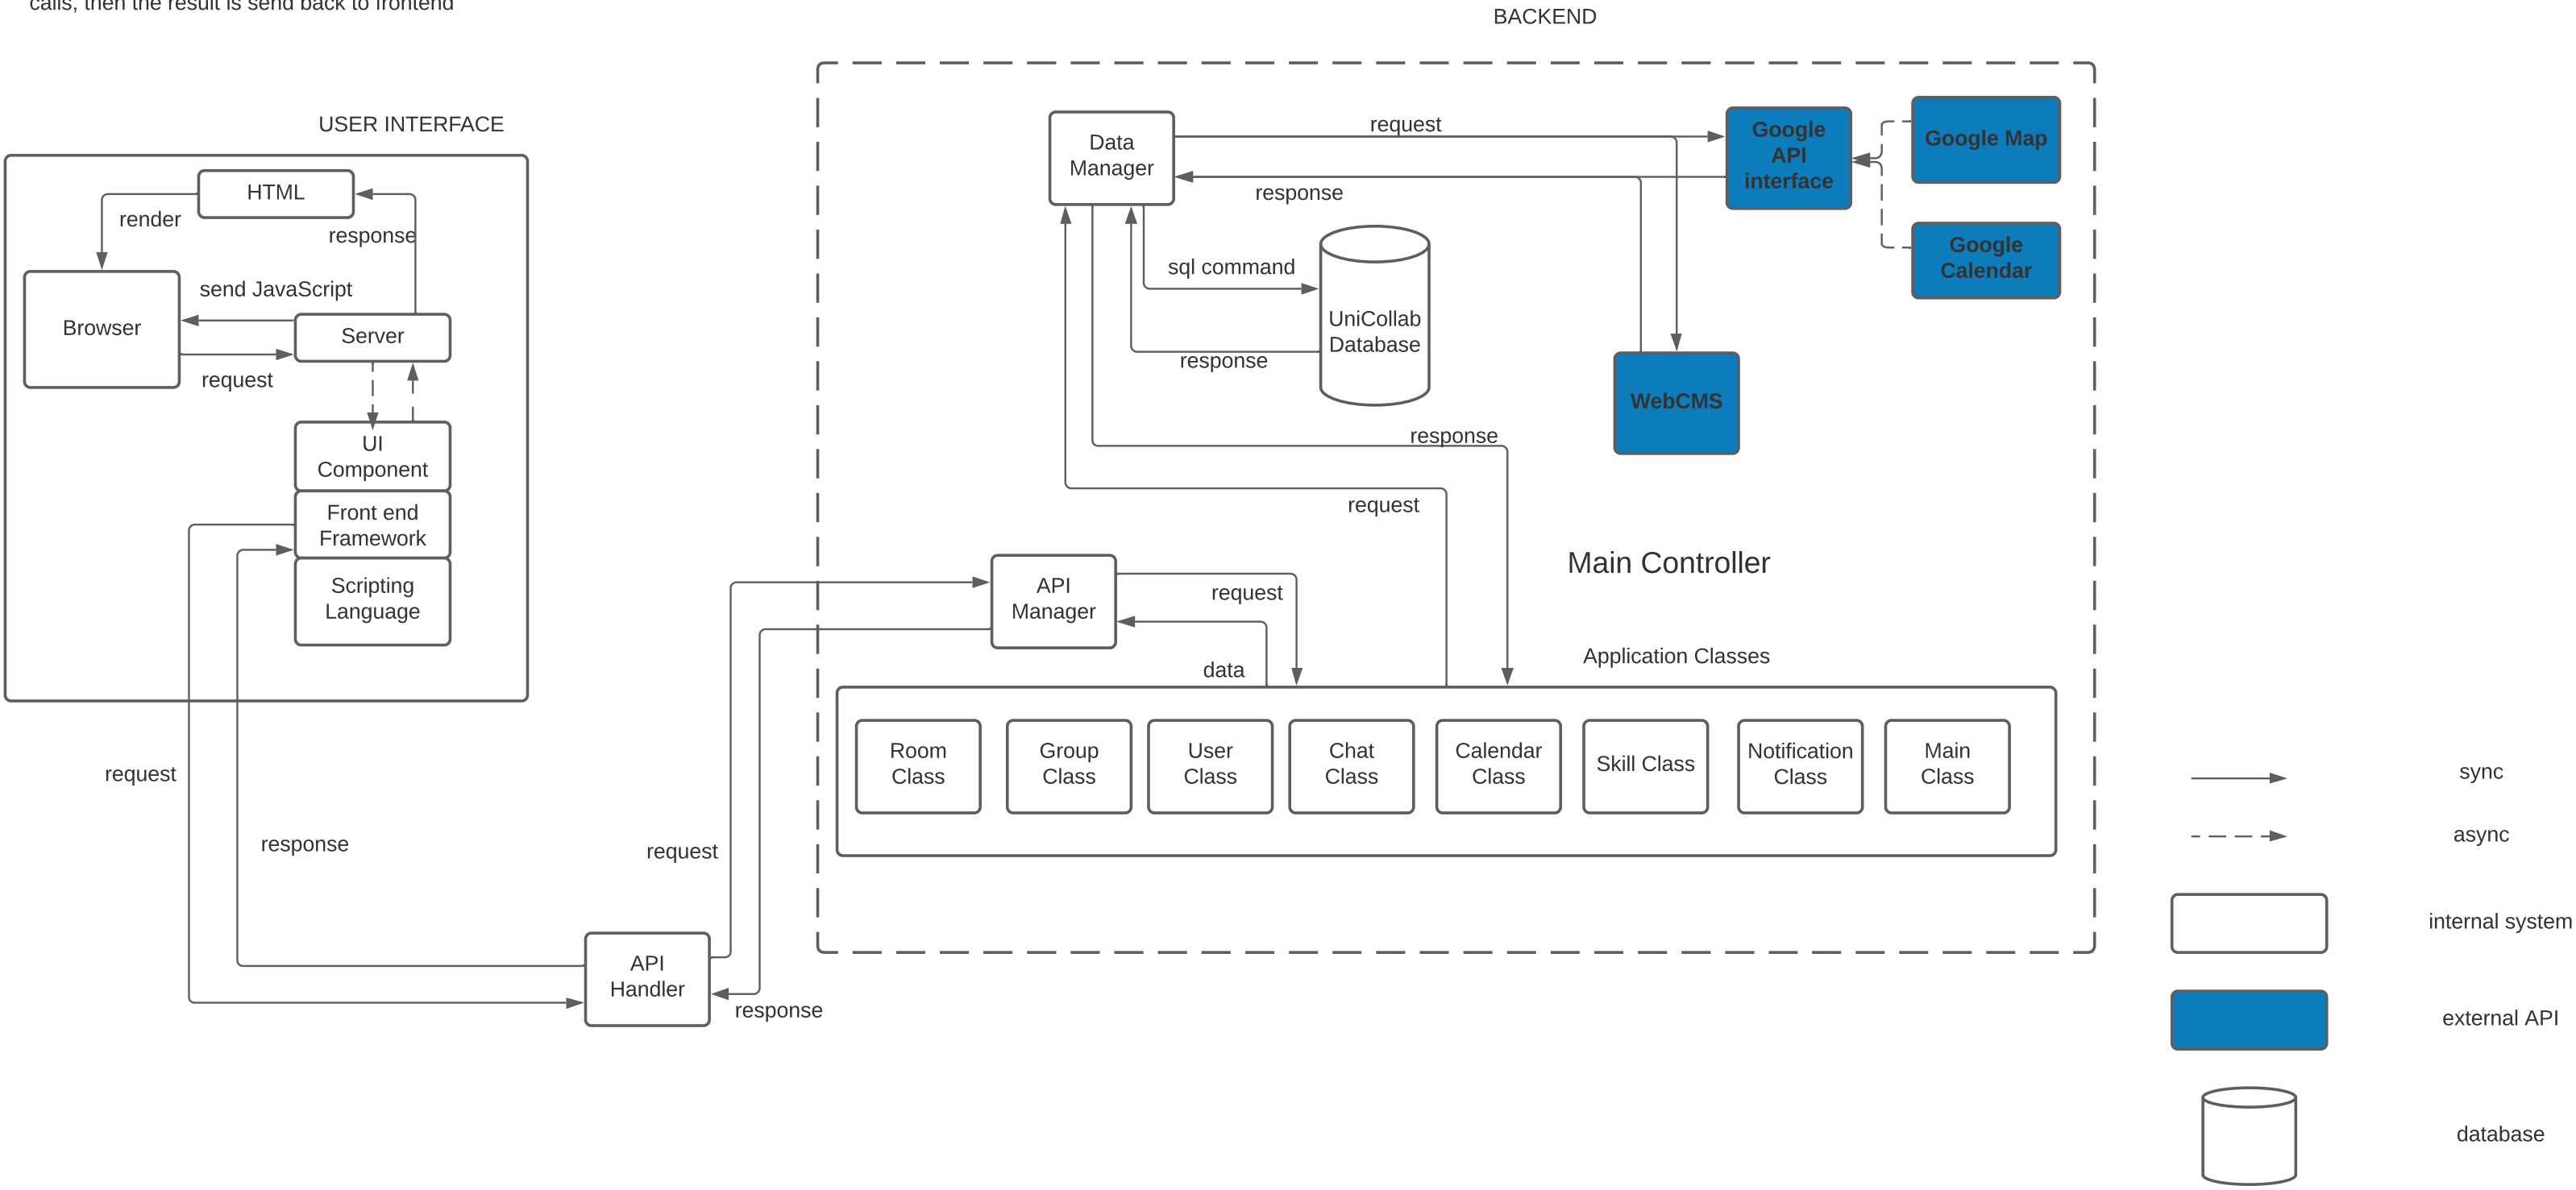 calls, then the result is send back to frontend
BACKEND
USER INTERFACE
HTML
render
response
send JavaScript
Browser
Server
request
UI
Component
Front end
Framework
Scripting
Language
request
response
API
Handler
request
response
Data
Manager
request
response
Google
API
interface
Google Map
Google
Calendar
sql command
UniCollab
Database
response
WebCMS
response
request
Main Controller
API
Manager
request
data
Application Classes
Room
Class
Group
Class
User
Class
Chat
Class
Calendar
Class
Skill Class
Notification
Class
Main
Class
sync
async
internal system
external API
database